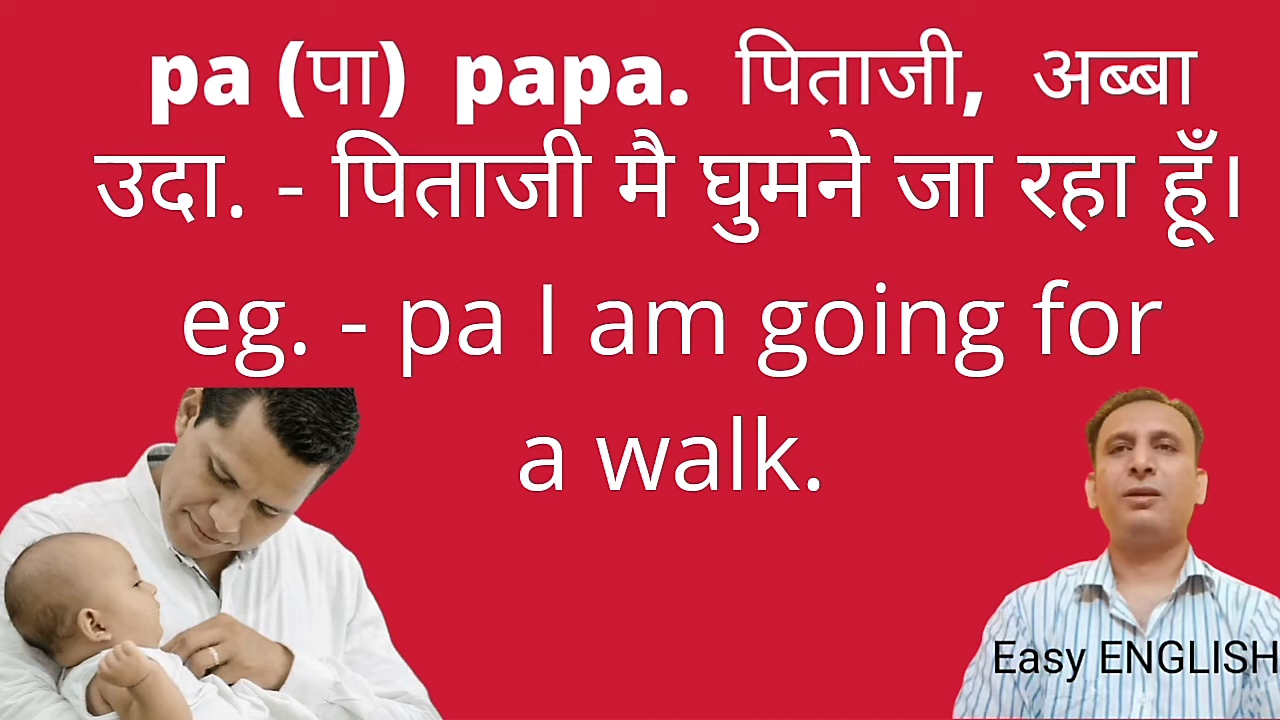 pa (पा) papa. पिताजी, अब्बा
उदा. - पिताजी मै घुमने जा रहा हूँ।
eg. - pa I am going for
a walk.
Easy ENGLISH